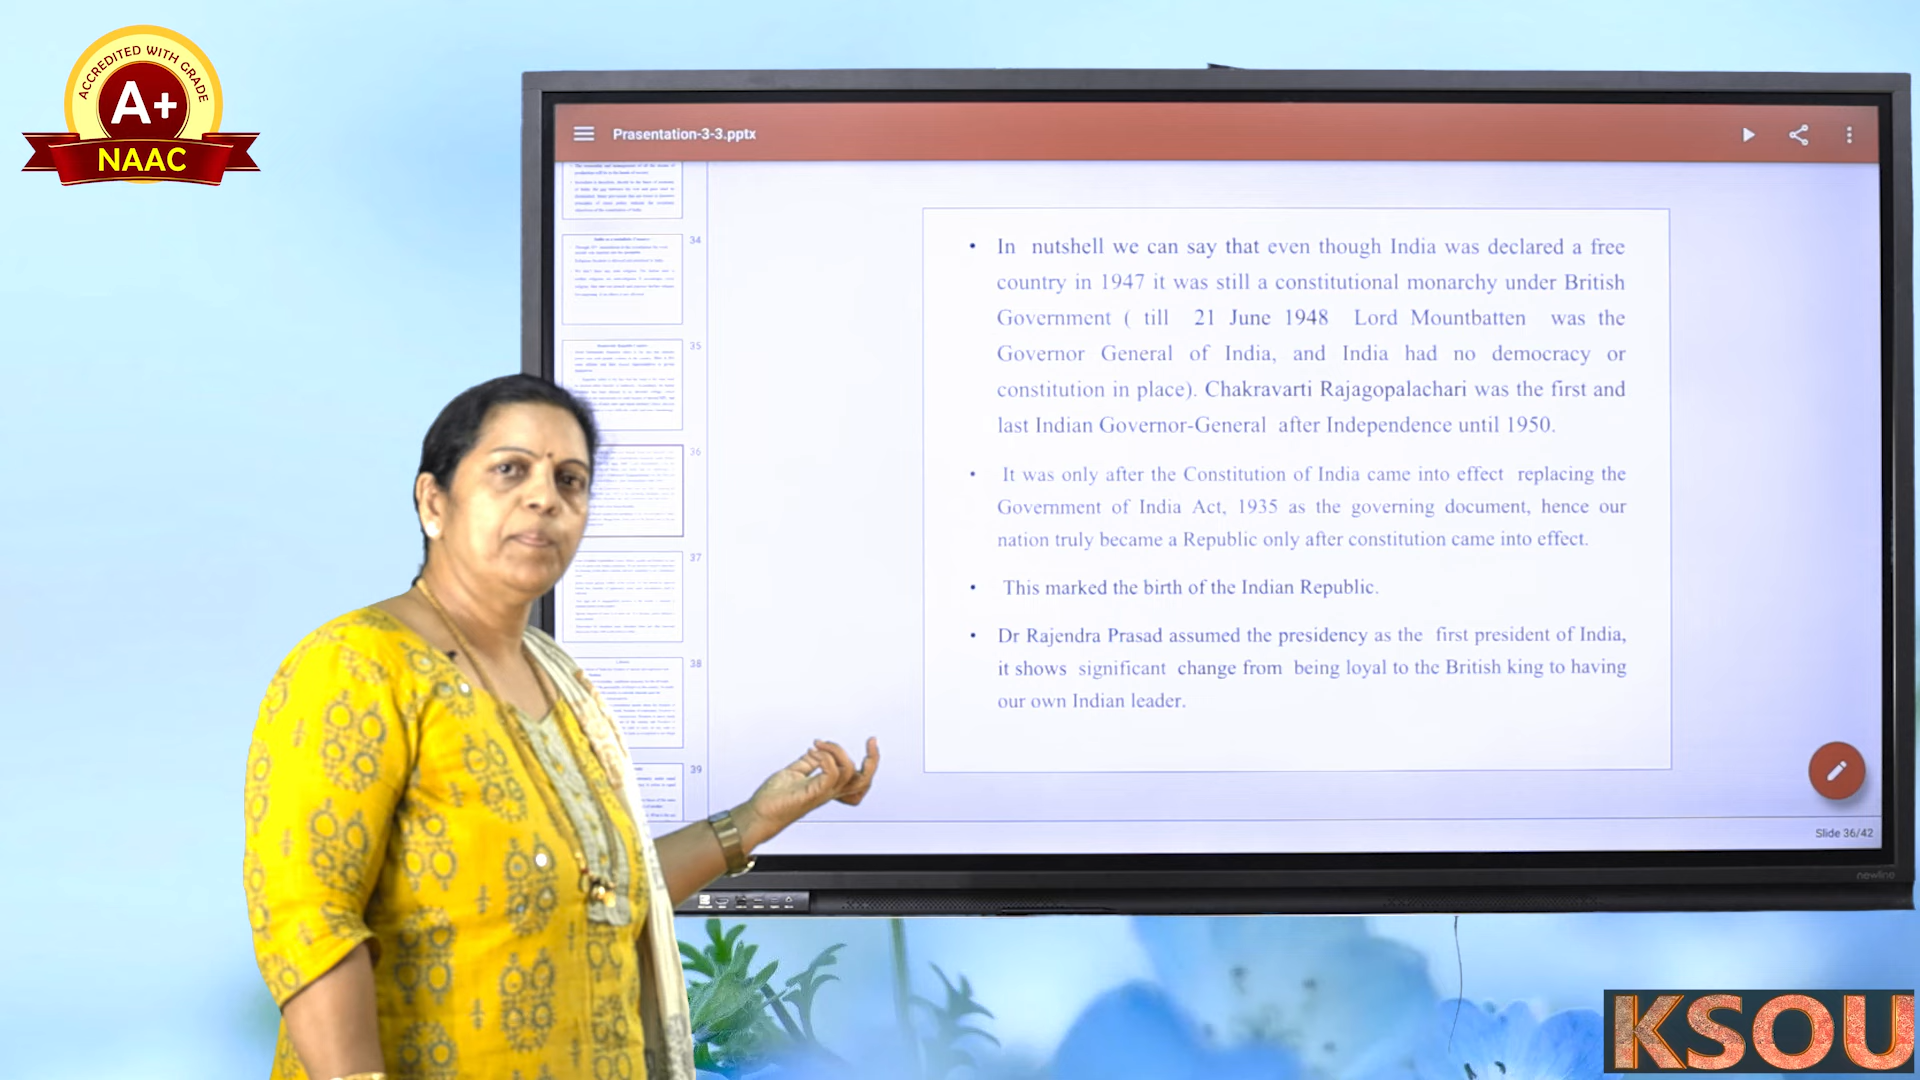 ACCREDITED WITH GRADE
A+
NAAC
Prasentation-3-3.pptx
34
35
36
37
38
39
• In nutshell we can say that even though India was declared a free
country in 1947 it was still a constitutional monarchy under British
Government ( till 21 June 1948 Lord Mountbatten was the
Governor General of India, and India had no democracy or
constitution in place). Chakravarti Rajagopalachari was the first and
last Indian Governor-General after Independence until 1950.
• It was only after the Constitution of India came into effect replacing the
Government of India Act, 1935 as the governing document, hence our
nation truly became a Republic only after constitution came into effect.
• This marked the birth of the Indian Republic.
• Dr Rajendra Prasad assumed the presidency as the first president of India,
it shows significant change from being loyal to the British king to having
our own Indian leader.
Slide 36/42
newline
KSOU